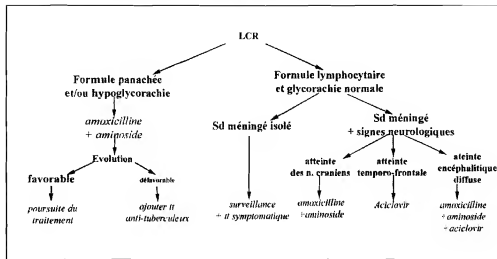 LCR
Formule panachée
et/ou hypoglycorachie
Formule lymphocytaire
et glycorachie normale
amoxicilline
+ aminoside
Sd méningé isolé
Sd méningé
+ signes neurologiques
Evolution
favorable
défavorable
atteinte
des n. craniens
atteinte
temporo-frontale
ateinte
encéphalitique
diffuse
poursuite du
traitement
ajouter tt
anti-tuberculeux
surveillance
+ tt symptomatique
amoxicilline
+aminoside
Aciclovir
amoxicilline
+aminoside
+aciclovir